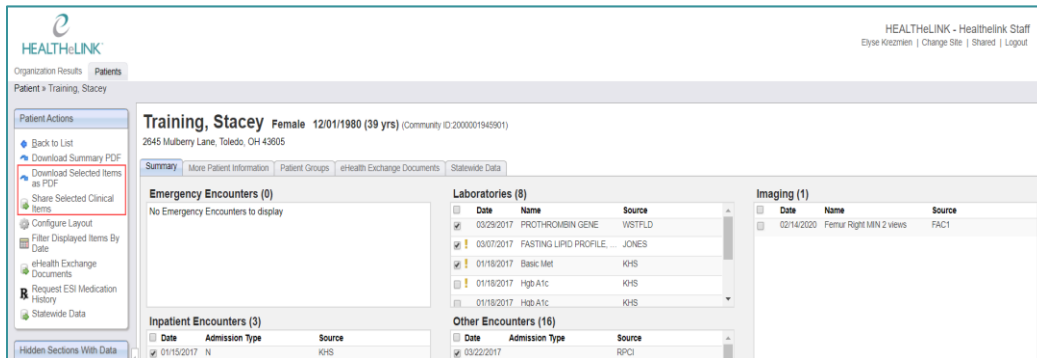 HEALTHeLINK
HEALTHeLINK - Healthelink Staff
Elyse Krezmien | Change Site | Shared | Logout
Organization Results Patients
Patient » Training, Stacey
Patient Actions
Back to List
Download Summary PDF
Download Selected Items
as PDF
Share Selected Clinical
Items
Configure Layout
Filter Displayed Items By
Date
eHealth Exchange
Documents
Request ESI Medication
History
Statewide Data
Hidden Sections With Data
Training, Stacey Female 12/01/1980 (39 yrs) (Community ID:2000001945901)
2645 Mulberry Lane, Toledo, OH 43605
Summary More Patient Information Patient Groups eHealth Exchange Documents Statewide Data
Emergency Encounters (0)
No Emergency Encounters to display
Laboratories (8)
Date Name Source
03/29/2017 PROTHROMBIN GENE WSTFLD
! 03/07/2017 FASTING LIPID PROFILE, ... JONES
! 01/18/2017 Basic Met KHS
! 01/18/2017 Hgb A1c KHS
01/18/2017 Hgb A1c KHS
Imaging (1)
Date Name Source
02/14/2020 Femur Right MIN 2 views FAC1
Inpatient Encounters (3)
Date Admission Type Source
01/15/2017 N KHS
Other Encounters (16)
Date Admission Type Source
03/22/2017 RPCI